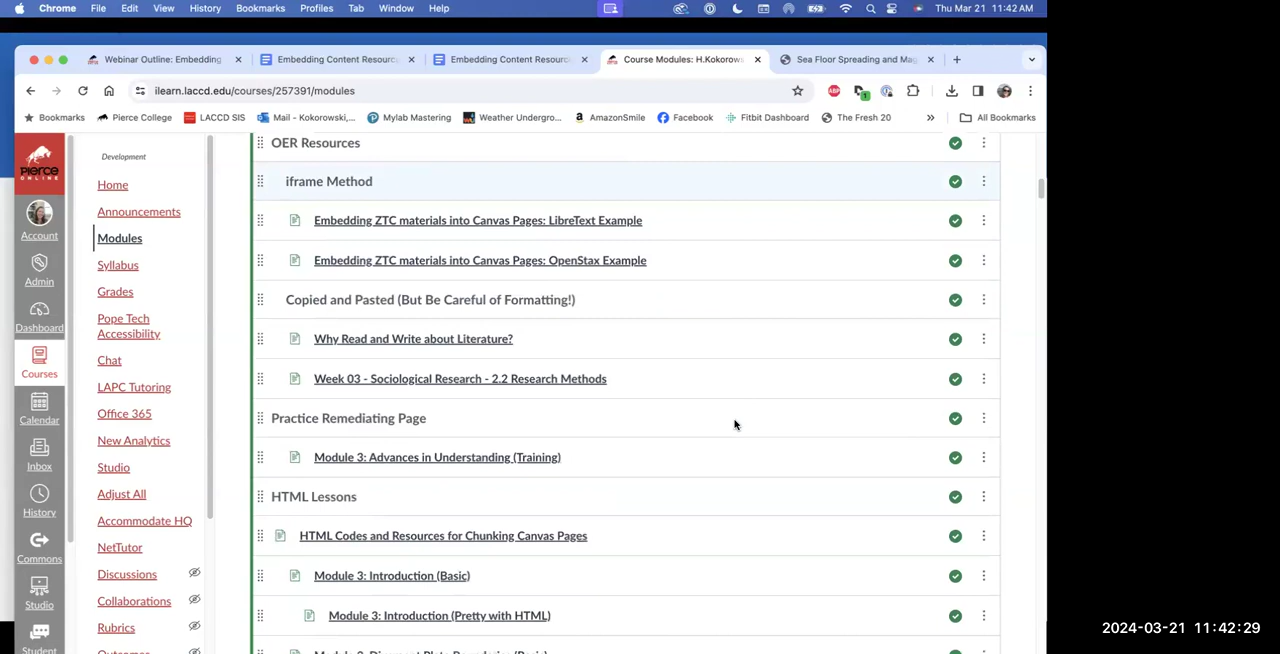 Chrome File Edit View History Bookmarks Profiles Tab Window Help Thu Mar 21 11:42 AM
Webinar Outline: Embedding Embedding Content Resourc Embedding Content Resourc Course Modules: H.Kokorows Sea Floor Spreading and Mag
ilearn.laccd.edu/courses/257391/modules
Bookmarks Pierce College LACCD SIS Mail - Kokorowski,... Mylab Mastering Weather Undergro... AmazonSmile Facebook Fitbit Dashboard The Fresh 20 » All Bookmarks
PIERCE
ONLINE
Account
Admin
Dashboard
Courses
Calendar
Inbox
History
Commons
Studio
Student
Development
Home
Announcements
Modules
Syllabus
Grades
Pope Tech
Accessibility
Chat
LAPC Tutoring
Office 365
New Analytics
Studio
Adjust All
Accommodate HQ
NetTutor
Discussions
Collaborations
Rubrics
Outcomes
OER Resources
iframe Method
Embedding ZTC materials into Canvas Pages: LibreText Example
Embedding ZTC materials into Canvas Pages: OpenStax Example
Copied and Pasted (But Be Careful of Formatting!)
Why Read and Write about Literature?
Week 03 - Sociological Research - 2.2 Research Methods
Practice Remediating Page
Module 3: Advances in Understanding (Training)
HTML Lessons
HTML Codes and Resources for Chunking Canvas Pages
Module 3: Introduction (Basic)
Module 3: Introduction (Pretty with HTML)
2024-03-21 11:42:29